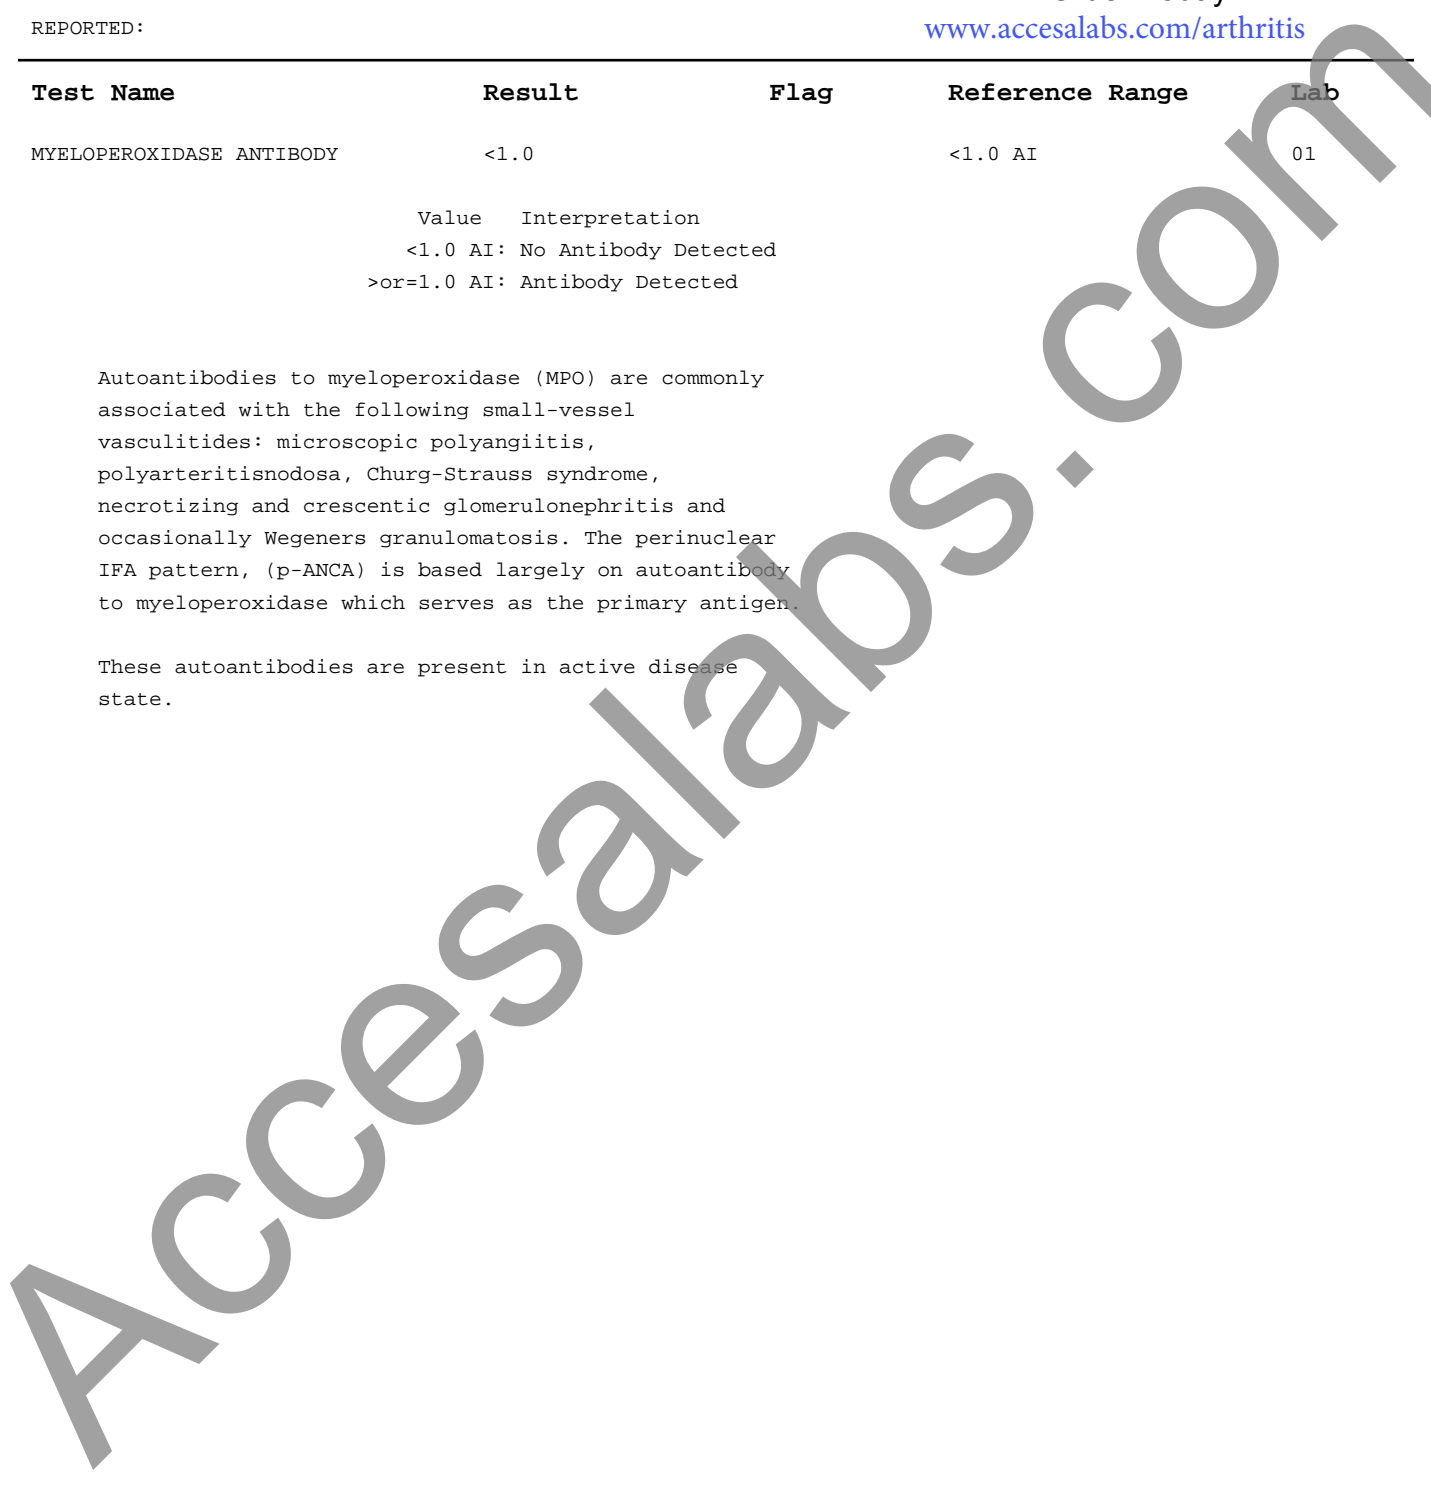 REPORTED:
www.accesalabs.com/arthritis
Test Name Result Flag Reference Range Lab
MYELOPEROXIDASE ANTIBODY <1.0 <1.0 AI 01
Value Interpretation
<1.0 AI: No Antibody Detected
>or=1.0 AI: Antibody Detected
Autoantibodies to myeloperoxidase (MPO) are commonly
associated with the following small-vessel
vasculitides: microscopic polyangiitis,
polyarteritisnodosa, Churg-Strauss syndrome,
necrotizing and crescentic glomerulonephritis and
occasionally Wegeners granulomatosis. The perinuclear
IFA pattern, (p-ANCA) is based largely on autoantibody
to myeloperoxidase which serves as the primary antigen.
These autoantibodies are present in active disease
state.
Accesalabs.com